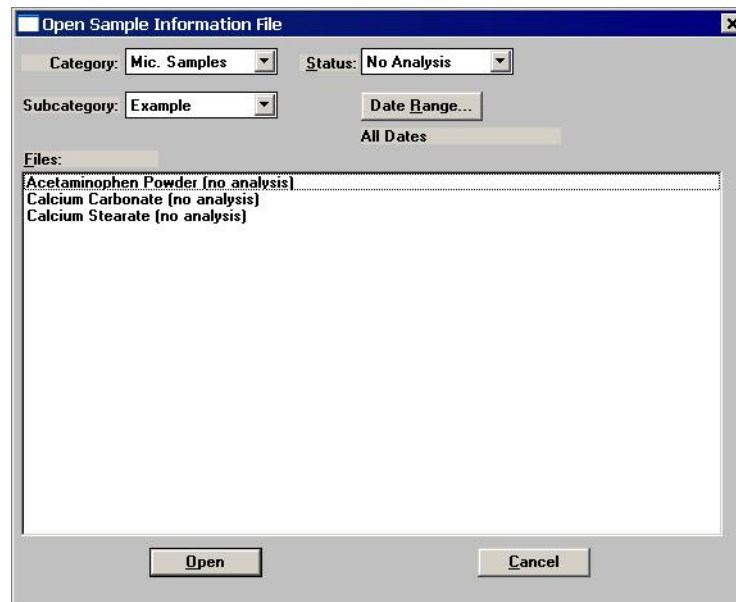 Open Sample Information File
Category: Mic. Samples Status: No Analysis
Subcategory: Example Date Range...
All Dates
Files:
Acetaminophen Powder (no analysis)
Calcium Carbonate (no analysis)
Calcium Stearate (no analysis)
Open Cancel